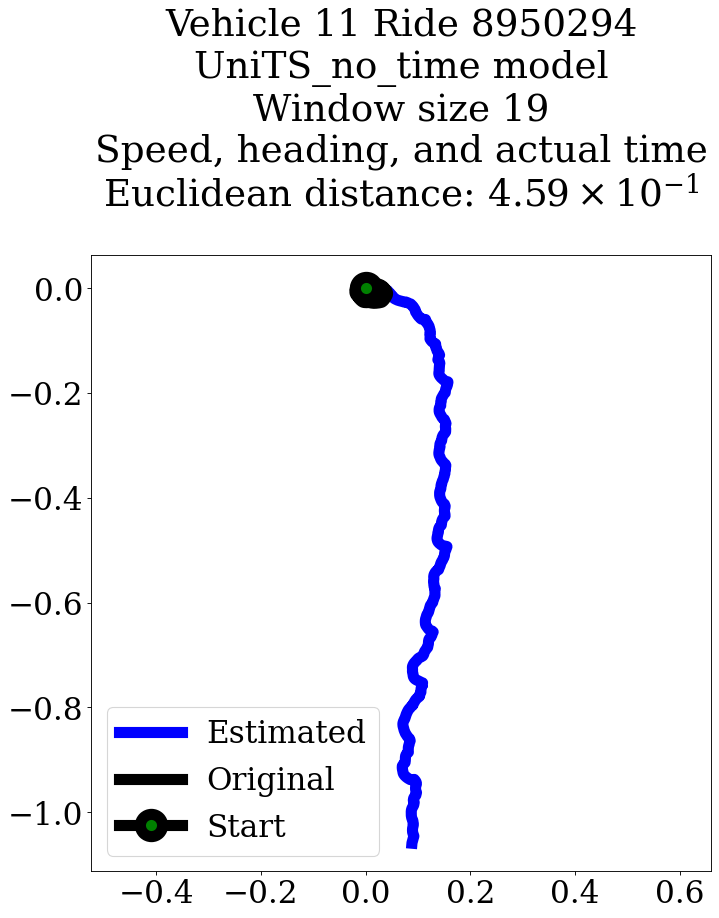 Vehicle 11 Ride 8950294
UniTS_no_time model
Window size 19
Speed, heading, and actual time
Euclidean distance: 4.59 × 10⁻¹
0.0
−0.2
−0.4
−0.6
−0.8
−1.0
Estimated
Original
Start
−0.4 −0.2 0.0 0.2 0.4 0.6